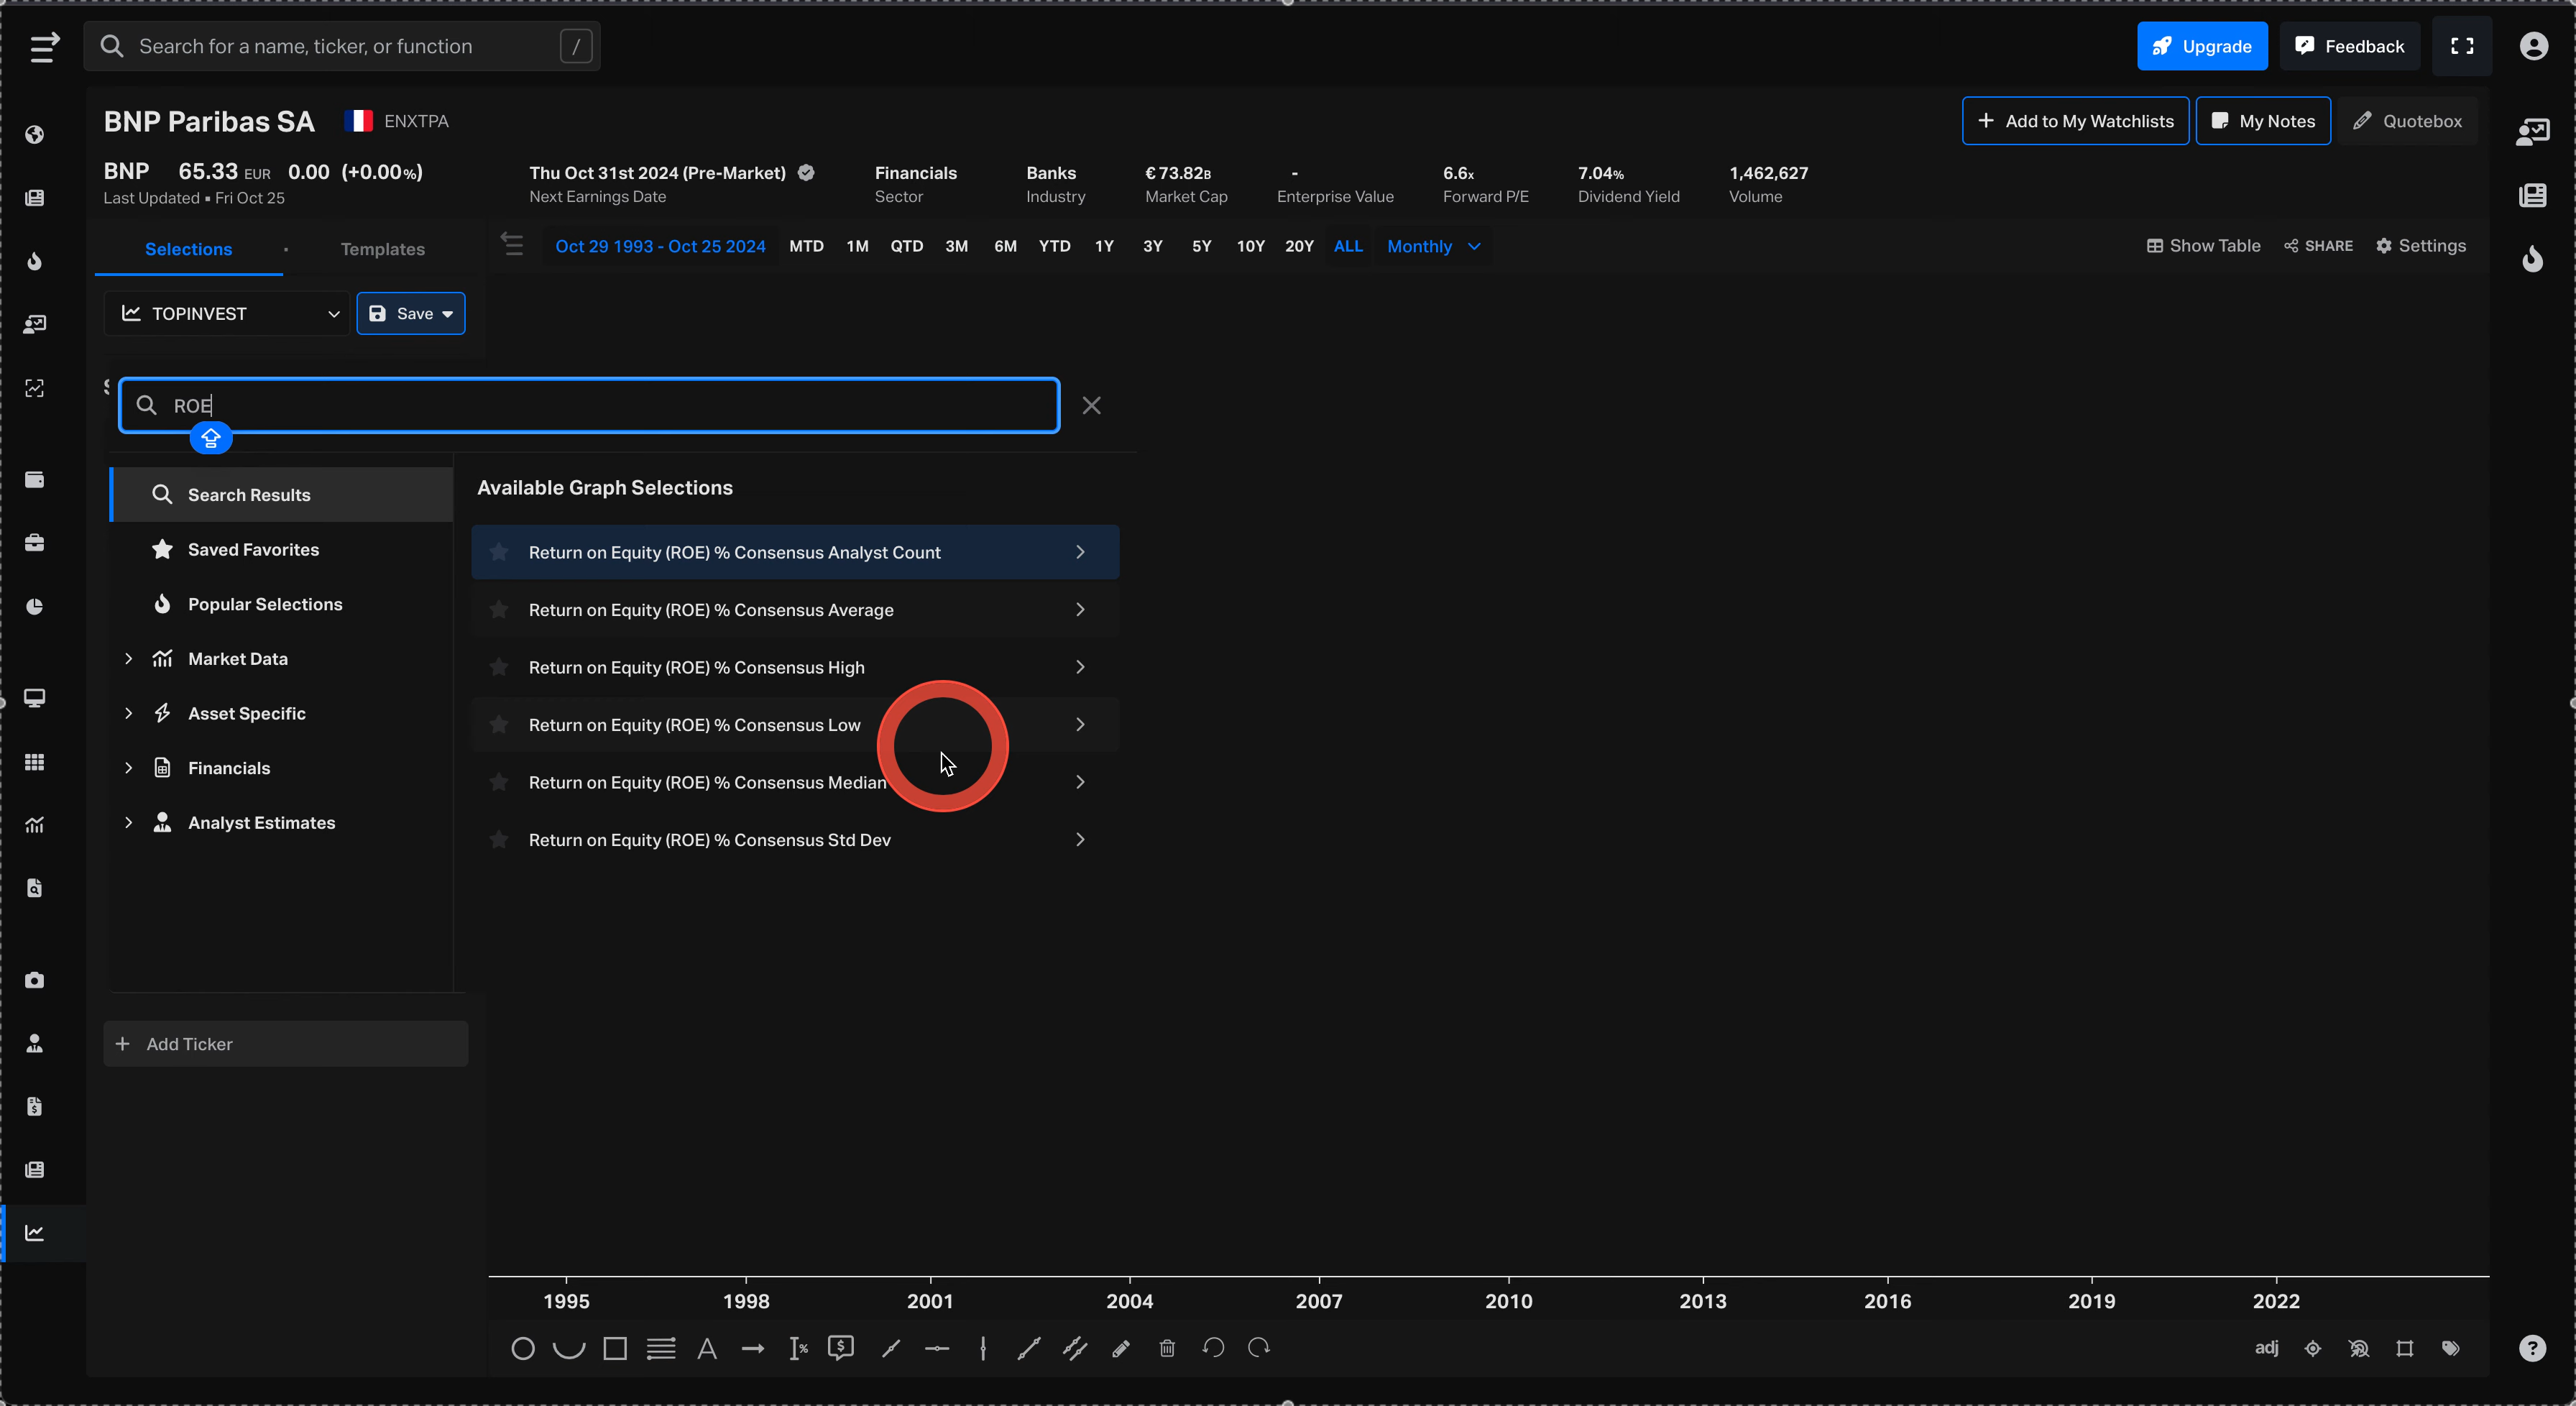 Search for a name, ticker, or function /
Upgrade
Feedback
BNP Paribas SA ENXTPA
Add to My Watchlists
My Notes
Quotebox
BNP 65.33 EUR 0.00 (+0.00%)
Last Updated ▪ Fri Oct 25
Thu Oct 31st 2024 (Pre-Market)
Next Earnings Date
Financials
Sector
Banks
Industry
€73.82B
Market Cap
-
Enterprise Value
6.6x
Forward P/E
7.04%
Dividend Yield
1,462,627
Volume
Selections · Templates
Oct 29 1993 - Oct 25 2024 MTD 1M QTD 3M 6M YTD 1Y 3Y 5Y 10Y 20Y ALL Monthly
Show Table SHARE Settings
TOPINVEST
Save
ROE
Search Results
Saved Favorites
Popular Selections
Market Data
Asset Specific
Financials
Analyst Estimates
Available Graph Selections
Return on Equity (ROE) % Consensus Analyst Count
Return on Equity (ROE) % Consensus Average
Return on Equity (ROE) % Consensus High
Return on Equity (ROE) % Consensus Low
Return on Equity (ROE) % Consensus Median
Return on Equity (ROE) % Consensus Std Dev
+ Add Ticker
1995 1998 2001 2004 2007 2010 2013 2016 2019 2022
A
adj
?